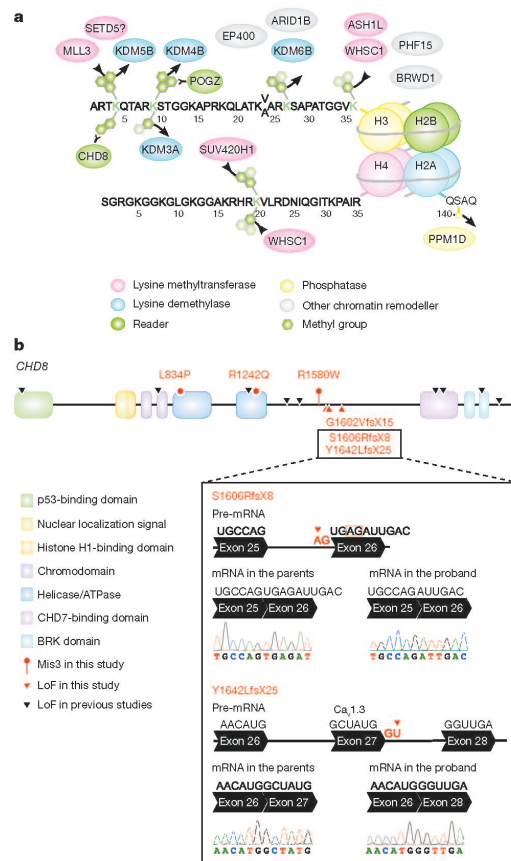 a
SETD5?
MLL3
KDM5B
KDM4B
POGZ
EP400
ARID1B
KDM6B
ASH1L
WHSC1
PHF15
BRWD1
ARTKQTARKSTGGKAPRKQLATKVAARKSAPATGGVK
5 10 15 20 25 30 35
CHD8
KDM3A
SUV420H1
H3
H2B
H4
H2A
SGRGKGGKGLGKGGAKRHRKVLRDNIQGITKPAIR
5 10 15 20 25 30 35
WHSC1
QSAQ
140
PPM1D
Lysine methyltransferase
Lysine demethylase
Reader
Phosphatase
Other chromatin remodeller
Methyl group
b
CHD8
L834P
R1242Q
R1580W
G1602VfsX15
S1606RfsX8
Y1642LfsX25
p53-binding domain
Nuclear localization signal
Histone H1-binding domain
Chromodomain
Helicase/ATPase
CHD7-binding domain
BRK domain
Mis3 in this study
LoF in this study
LoF in previous studies
S1606RfsX8
Pre-mRNA
UGCCAG
AG
UGAGAUUGAC
Exon 25
Exon 26
mRNA in the parents
mRNA in the proband
UGCCAGUGAGAUUGAC
UGCCAGAUUGAC
Exon 25 Exon 26
Exon 25 Exon 26
TGCCAGTGAGAT
TGCCAGATTGAC
Y1642LfsX25
Pre-mRNA
Cav1.3
AACAUG
GCUAUG
GU
GGUUGA
Exon 26
Exon 27
Exon 28
mRNA in the parents
mRNA in the proband
AACAUGGCUAUG
AACAUGGGUUGA
Exon 26 Exon 27
Exon 26 Exon 28
AACATGGCTATG
AACATGGGTTGA